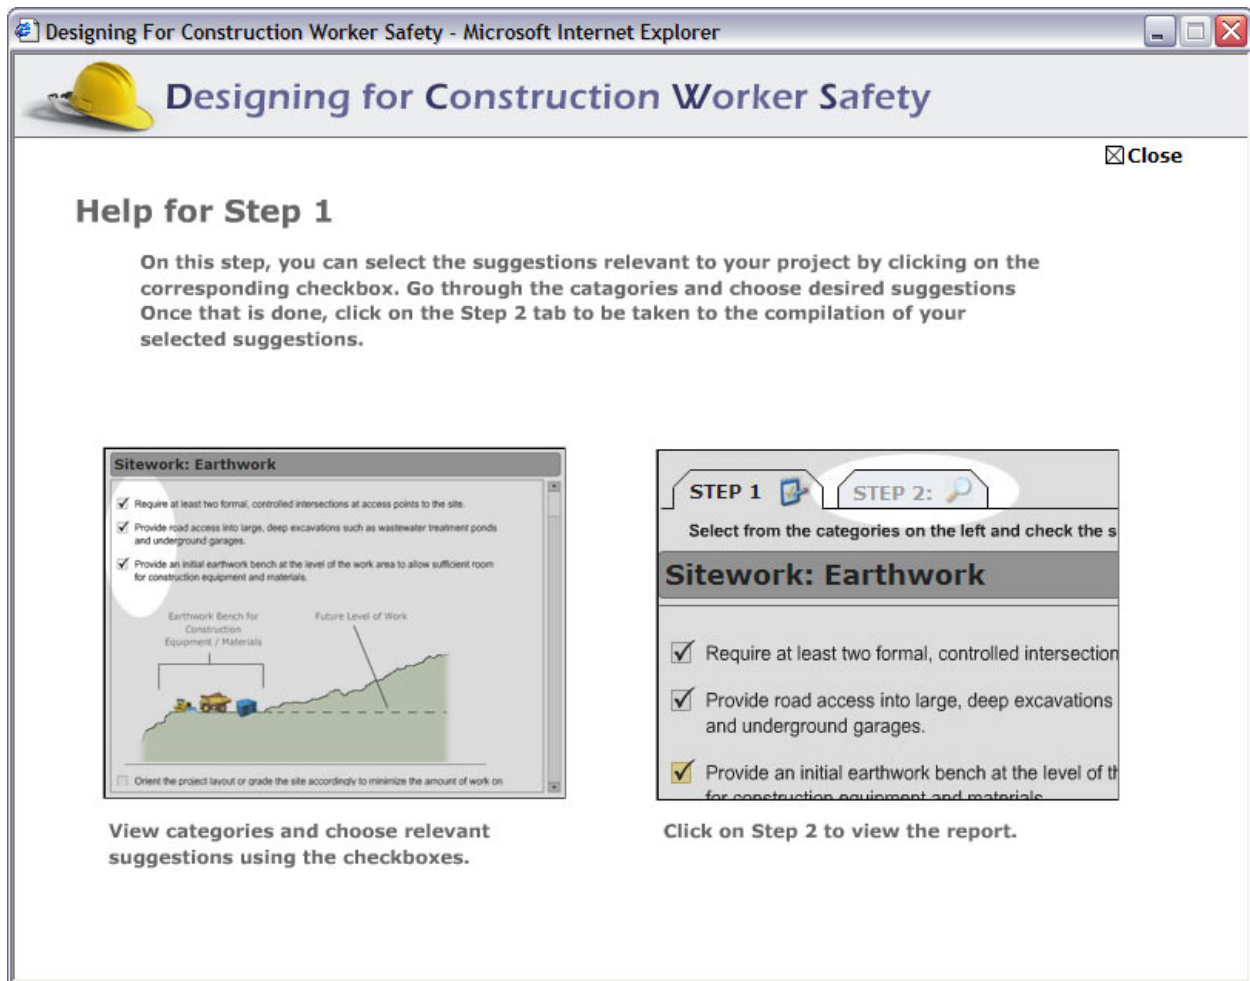 Designing For Construction Worker Safety - Microsoft Internet Explorer
Designing for Construction Worker Safety
Close
Help for Step 1
On this step, you can select the suggestions relevant to your project by clicking on the
corresponding checkbox. Go through the catagories and choose desired suggestions
Once that is done, click on the Step 2 tab to be taken to the compilation of your
selected suggestions.
Sitework: Earthwork
Require at least two formal, controlled intersections at access points to the site.
Provide road access into large, deep excavations such as wastewater treatment ponds
and underground garages.
Provide an initial earthwork bench at the level of the work area to allow sufficient room
for construction equipment and materials.
Earthwork Bench for
Construction
Equipment / Materials
Future Level of Work
Orient the project layout or grade the site accordingly to minimize the amount of work on
View categories and choose relevant
suggestions using the checkboxes.
STEP 1
STEP 2:
Select from the categories on the left and check the s
Sitework: Earthwork
Require at least two formal, controlled intersection
Provide road access into large, deep excavations
and underground garages.
Provide an initial earthwork bench at the level of th
for construction equipment and materials
Click on Step 2 to view the report.